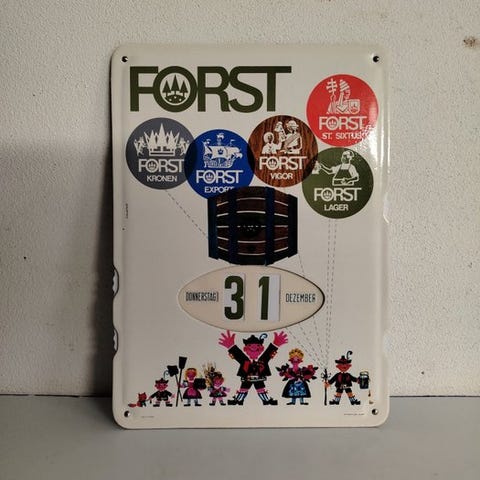 FORST
FORST
KRONEN
FORST
EXPORT
FORST
VIGOR
FORST
ST. SIXTUS
FORST
LAGER
DONNERSTAG
31
DEZEMBER